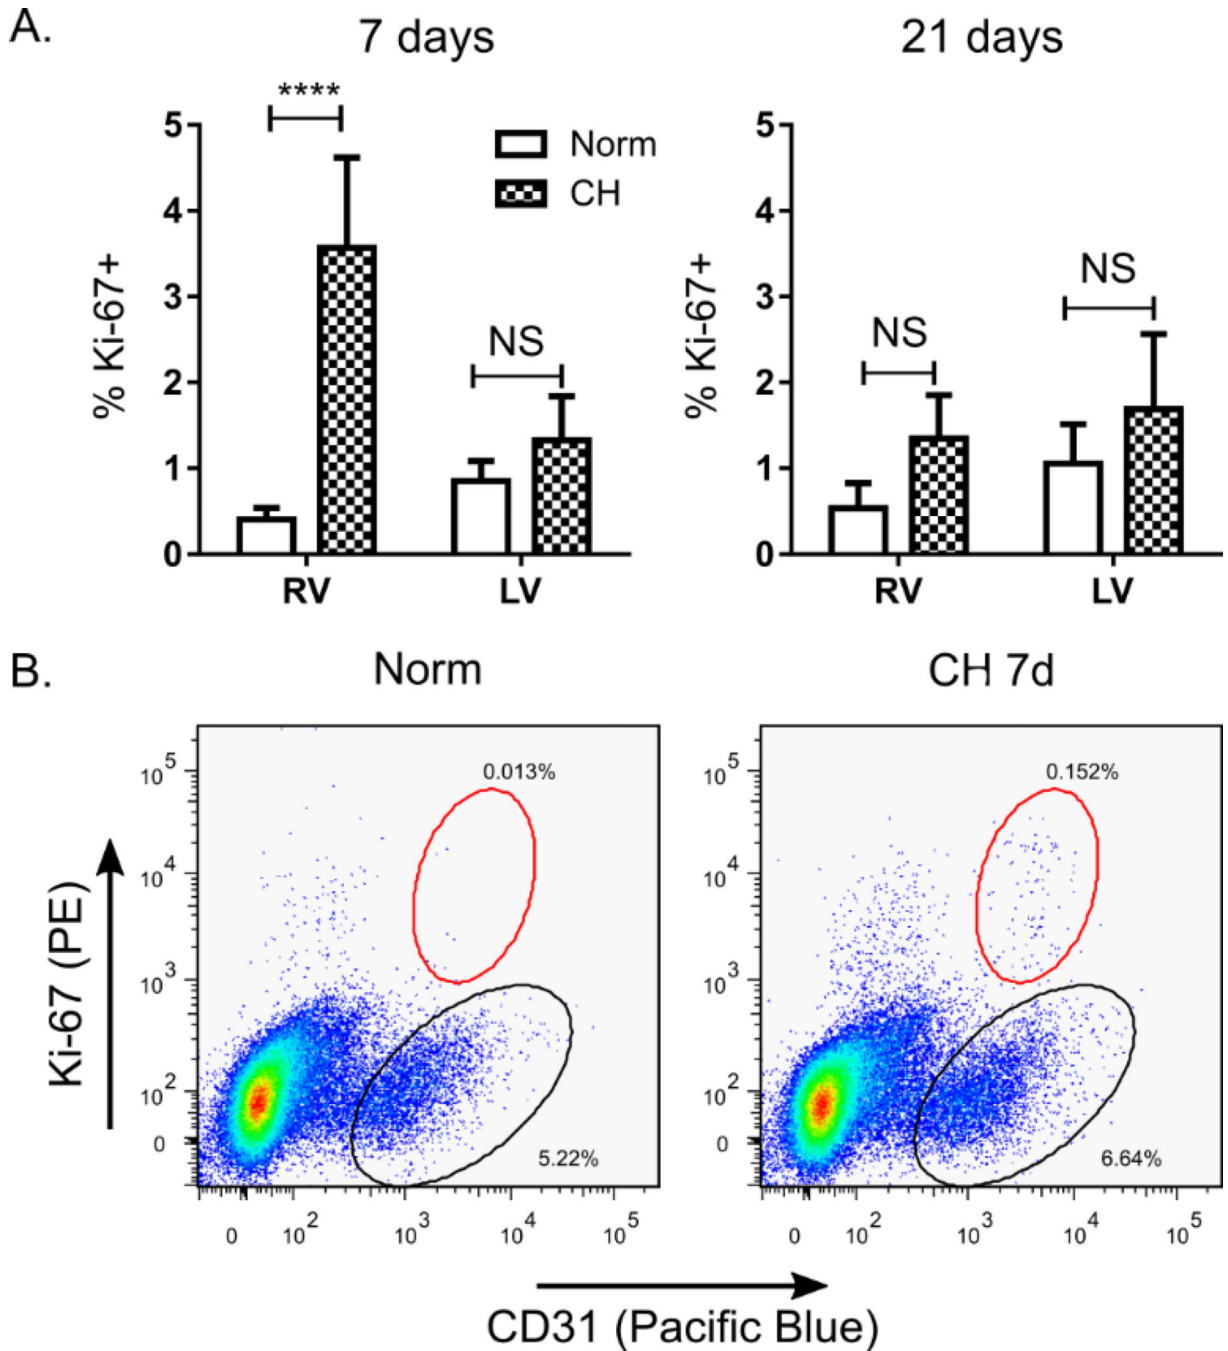 A.
7 days
21 days
****
Norm
CH
NS
NS
NS
% Ki-67+
5
4
3
2
1
0
RV
LV
% Ki-67+
5
4
3
2
1
0
RV
LV
B.
Norm
CH 7d
Ki-67 (PE)
10^5
10^4
10^3
10^2
0
0.013%
5.22%
0
10^2
10^3
10^4
10^5
10^5
10^4
10^3
10^2
0
0.152%
6.64%
0
10^2
10^3
10^4
10^5
CD31 (Pacific Blue)